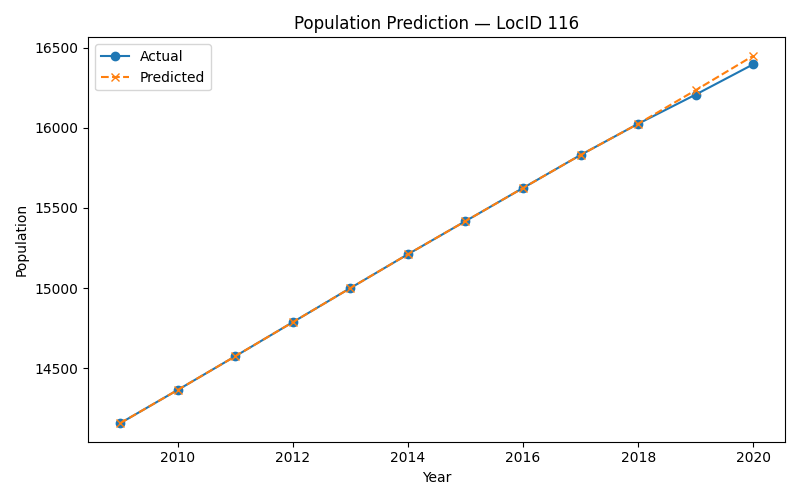 Population Prediction — LocID 116
Actual
Predicted
16500
16000
15500
15000
14500
Population
2010 2012 2014 2016 2018 2020
Year